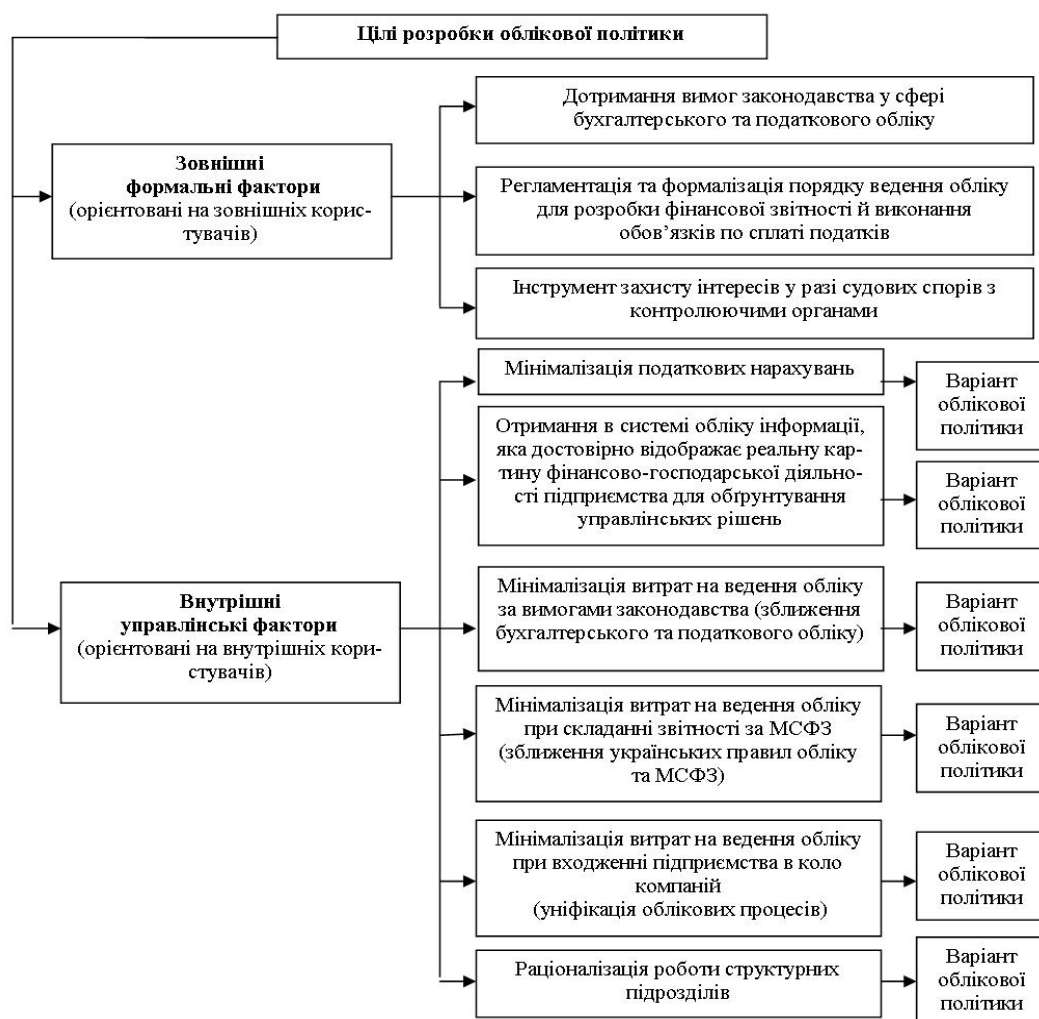 Цілі розробки облікової політики
Дотримання вимог законодавства у сфері
бухгалтерського та податкового обліку
Зовнішні
формальні фактори
(орієнтовані на зовнішніх корис-
тувачів)
Регламентація та формалізація порядку ведення обліку
для розробки фінансової звітності й виконання
обов’язків по сплаті податків
Інструмент захисту інтересів у разі судових спорів з
контролюючими органами
Мінімалізація податкових нарахувань
Варіант
облікової
політики
Отримання в системі обліку інформації,
яка достовірно відображає реальну кар-
тину фінансово-господарської діяльно-
сті підприємства для обґрунтування
управлінських рішень
Варіант
облікової
політики
Внутрішні
управлінські фактори
(орієнтовані на внутрішніх кори-
стувачів)
Мінімалізація витрат на ведення обліку
за вимогами законодавства (зближення
бухгалтерського та податкового обліку)
Варіант
облікової
політики
Мінімалізація витрат на ведення обліку
при складанні звітності за МСФЗ
(зближення українських правил обліку
та МСФЗ)
Варіант
облікової
політики
Мінімалізація витрат на ведення обліку
при входженні підприємства в коло
компаній
(уніфікація облікових процесів)
Варіант
облікової
політики
Раціоналізація роботи структурних
підрозділів
Варіант
облікової
політики